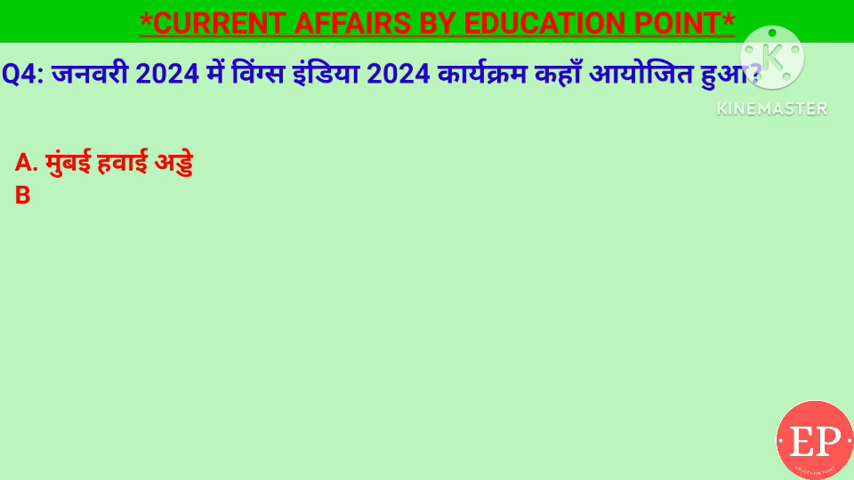 *CURRENT AFFAIRS BY EDUCATION POINT*
Q4: जनवरी 2024 में विंग्स इंडिया 2024 कार्यक्रम कहाँ आयोजित हुआ?
KINEMASTER
A. मुंबई हवाई अड्डे
B
EP